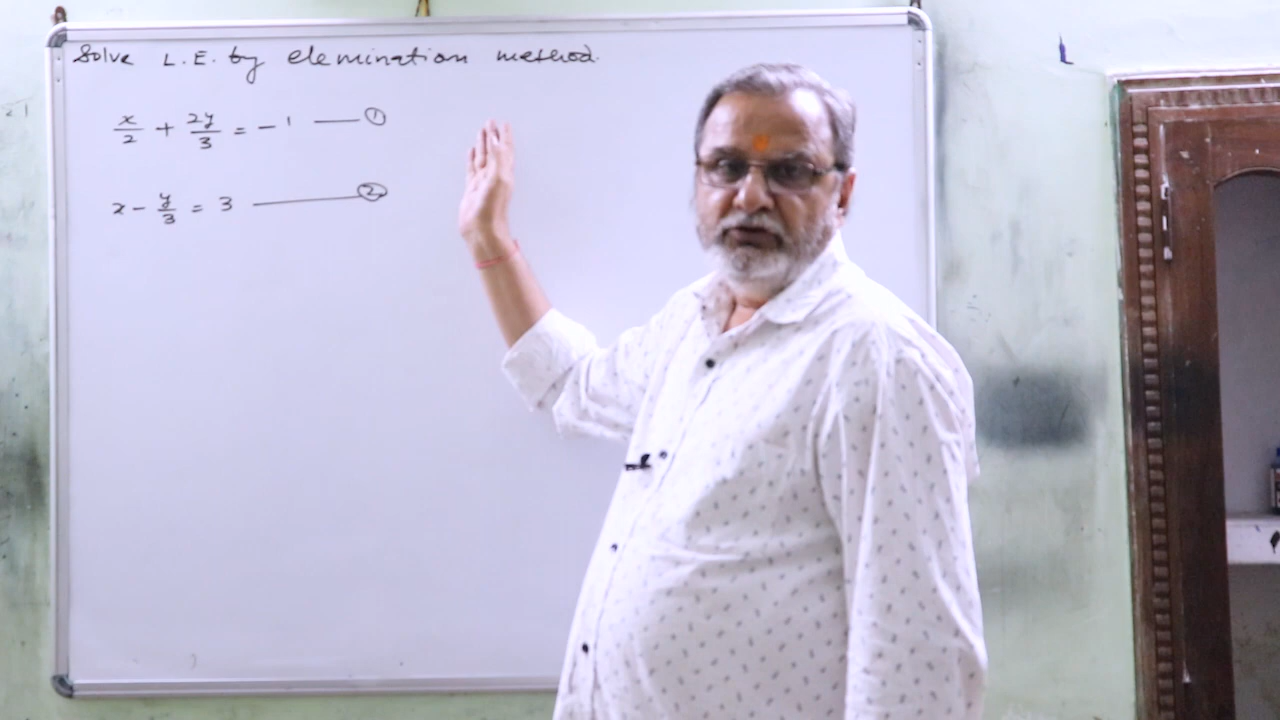 Solve L.E. by elemination method.
x/2 + 2y/3 = -1 —— ①
x - y/3 = 3 —— ②